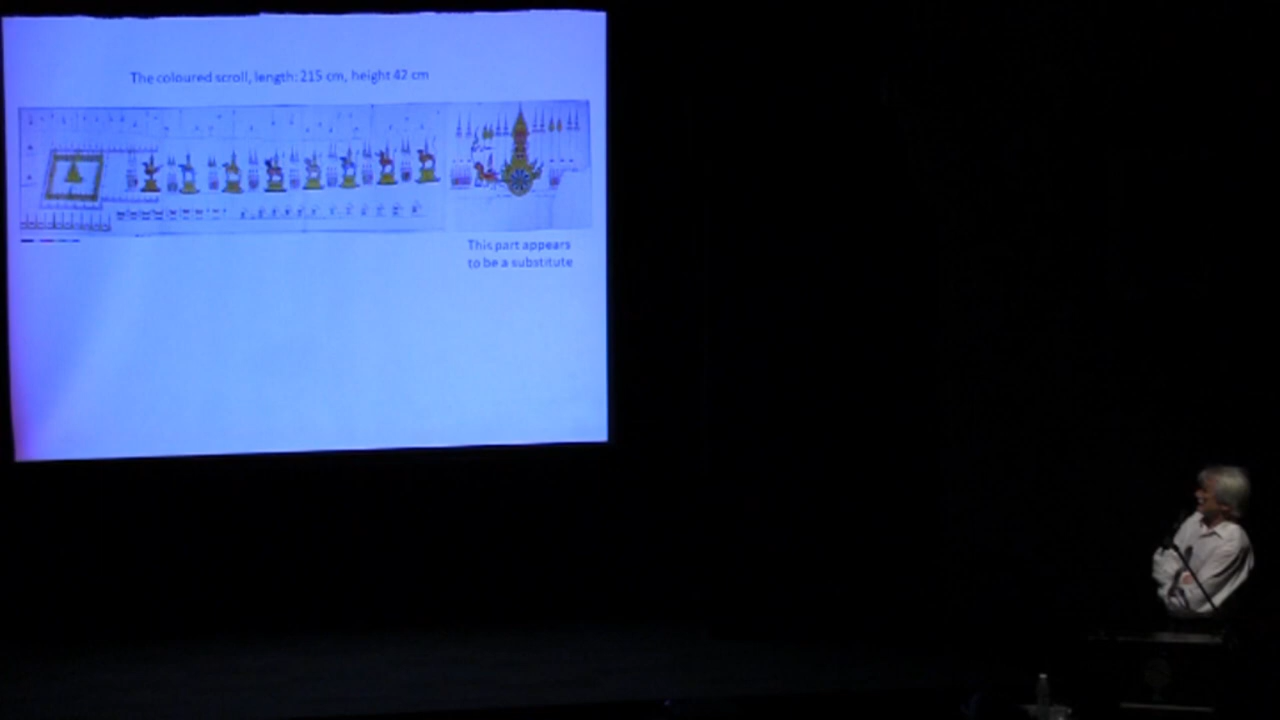 The coloured scroll, length: 215 cm, height 42 cm
This part appears
to be a substitute